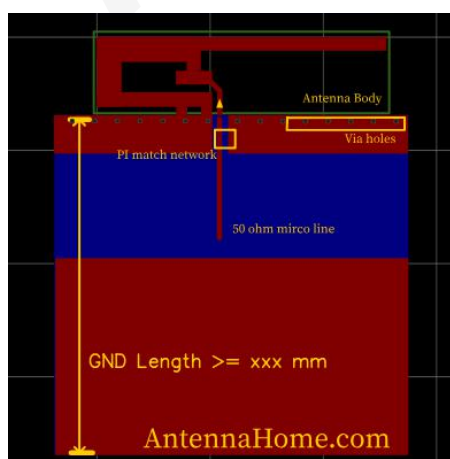 Antenna Body
Via holes
PI match network
50 ohm mirco line
GND Length >= xxx mm
AntennaHome.com